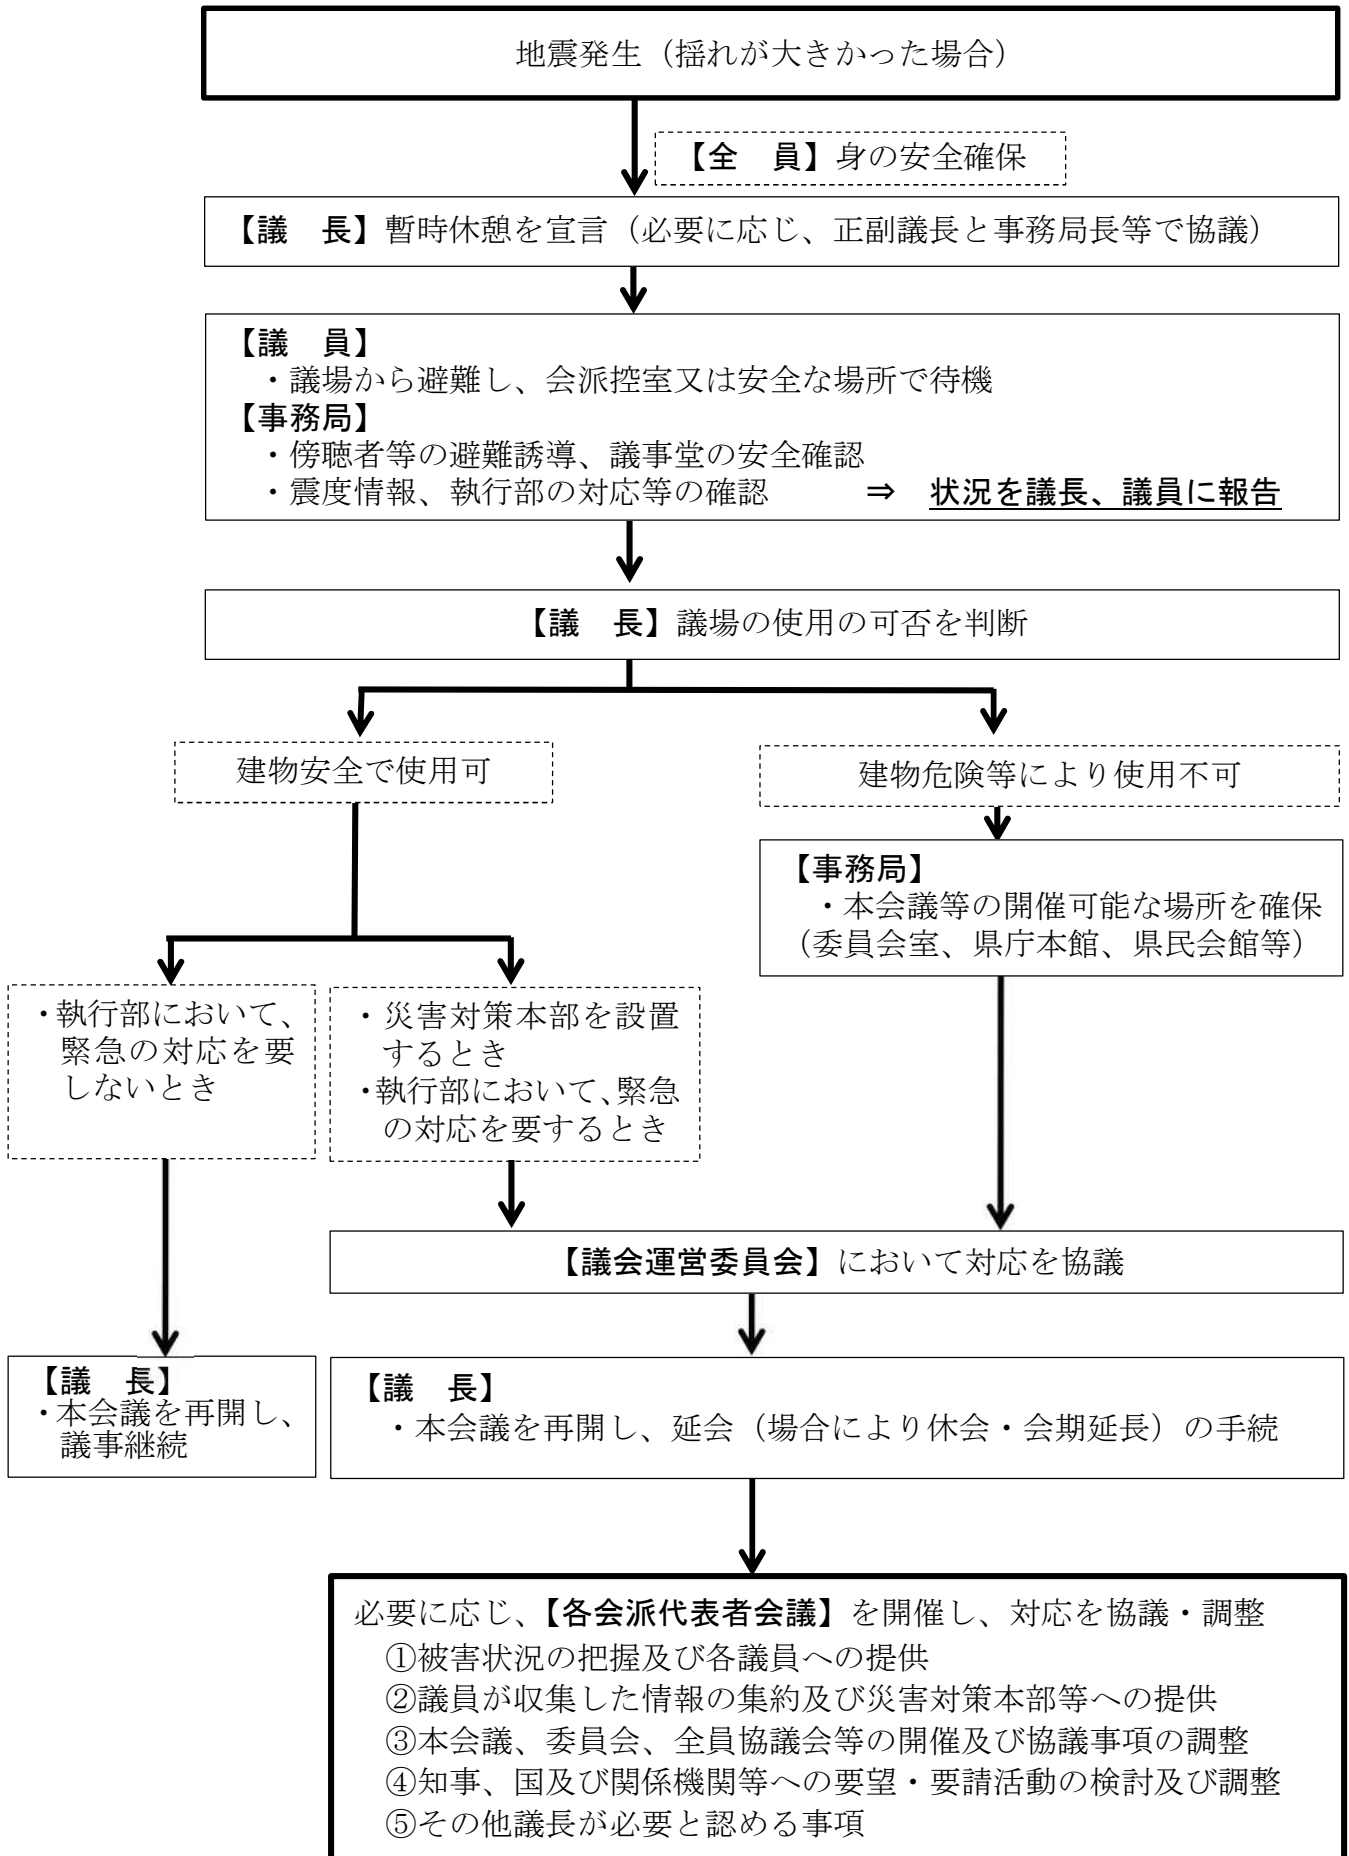 地震発生（揺れが大きかった場合）
【全　員】身の安全確保
【議　長】暫時休憩を宣言（必要に応じ、正副議長と事務局長等で協議）
【議　員】
・議場から避難し、会派控室又は安全な場所で待機
【事務局】
・傍聴者等の避難誘導、議事堂の安全確認
・震度情報、執行部の対応等の確認　⇒　状況を議長、議員に報告
【議　長】議場の使用の可否を判断
建物安全で使用可
建物危険等により使用不可
【事務局】
・本会議等の開催可能な場所を確保
（委員会室、県庁本館、県民会館等）
・執行部において、
緊急の対応を要
しないとき
・災害対策本部を設置
するとき
・執行部において、緊急
の対応を要するとき
【議会運営委員会】において対応を協議
【議　長】
・本会議を再開し、
議事継続
【議　長】
・本会議を再開し、延会（場合により休会・会期延長）の手続
必要に応じ、【各会派代表者会議】を開催し、対応を協議・調整
①被害状況の把握及び各議員への提供
②議員が収集した情報の集約及び災害対策本部等への提供
③本会議、委員会、全員協議会等の開催及び協議事項の調整
④知事、国及び関係機関等への要望・要請活動の検討及び調整
⑤その他議長が必要と認める事項